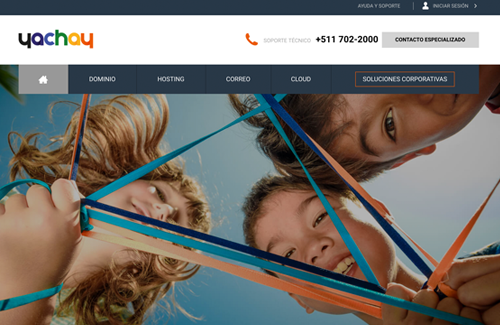 AYUDA Y SOPORTE
INICIAR SESIÓN
yachay
SOPORTE TÉCNICO +511 702-2000
CONTACTO ESPECIALIZADO
DOMINIO HOSTING CORREO CLOUD SOLUCIONES CORPORATIVAS